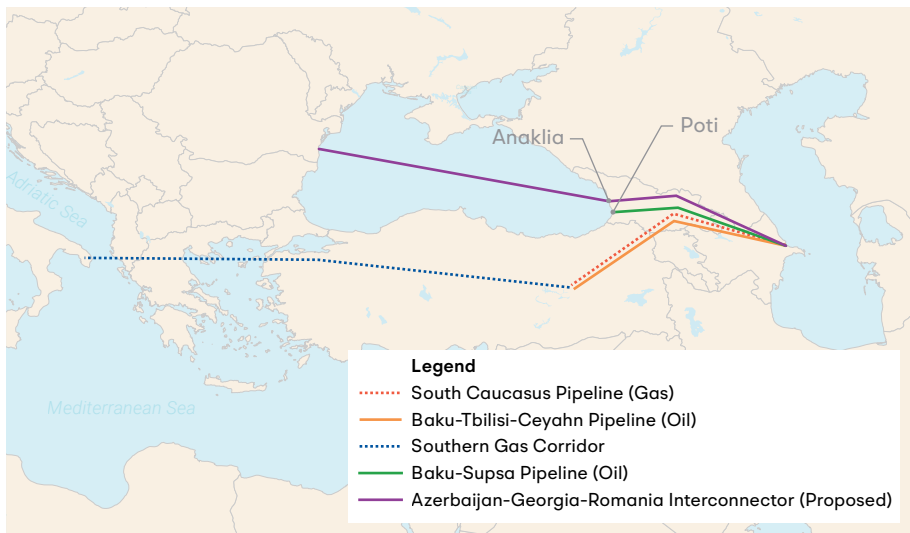 Anaklia
Poti
Adriatic Sea
Mediterranean Sea
Legend
South Caucasus Pipeline (Gas)
Baku-Tbilisi-Ceyahn Pipeline (Oil)
Southern Gas Corridor
Baku-Supsa Pipeline (Oil)
Azerbaijan-Georgia-Romania Interconnector (Proposed)